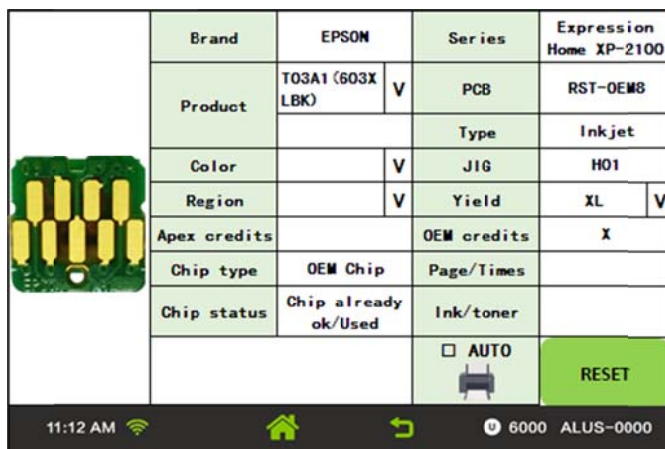 Brand EPSON Series Expression Home XP-2100
Product T03A1(603X LBK) V PCB RST-OEM8
Type Inkjet
Color V JIG H01
Region V Yield XL V
Apex credits OEM credits X
Chip type OEM Chip Page/Times
Chip status Chip already ok/Used Ink/toner
AUTO
RESET
11:12 AM U 6000 ALUS-0000